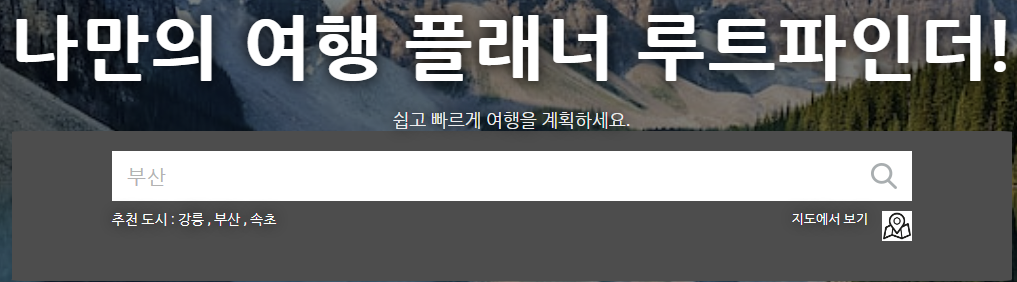 나만의 여행 플래너 루트파인더!
쉽고 빠르게 여행을 계획하세요.
부산
추천 도시 : 강릉 , 부산 , 속초
지도에서 보기